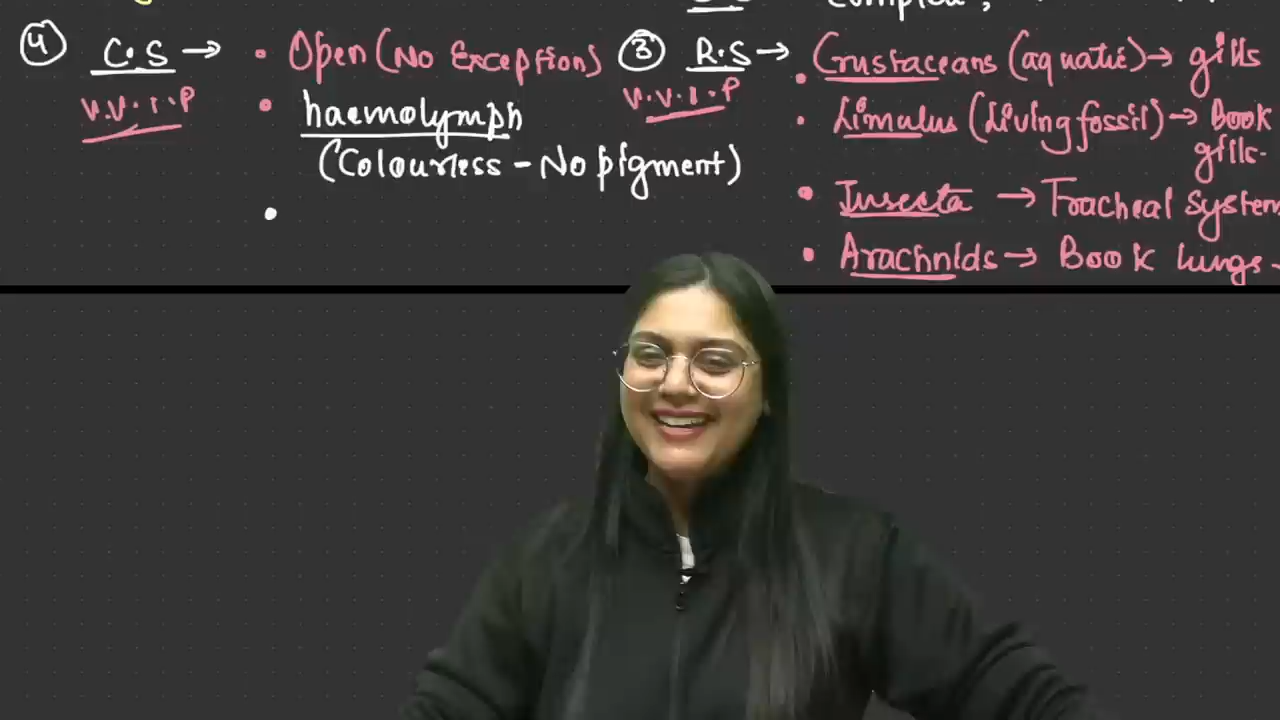 ④ C.S → • Open (No Exception)
v.v.I.P
• haemolymph
(Colourless - No pigment)
③ R.S →
v.v.I.P
• Crustaceans (aquatic) → gills
• Limulus (Living fossil) → Book
gills.
• Insecta → Tracheal System
• Arachnids → Book lungs -